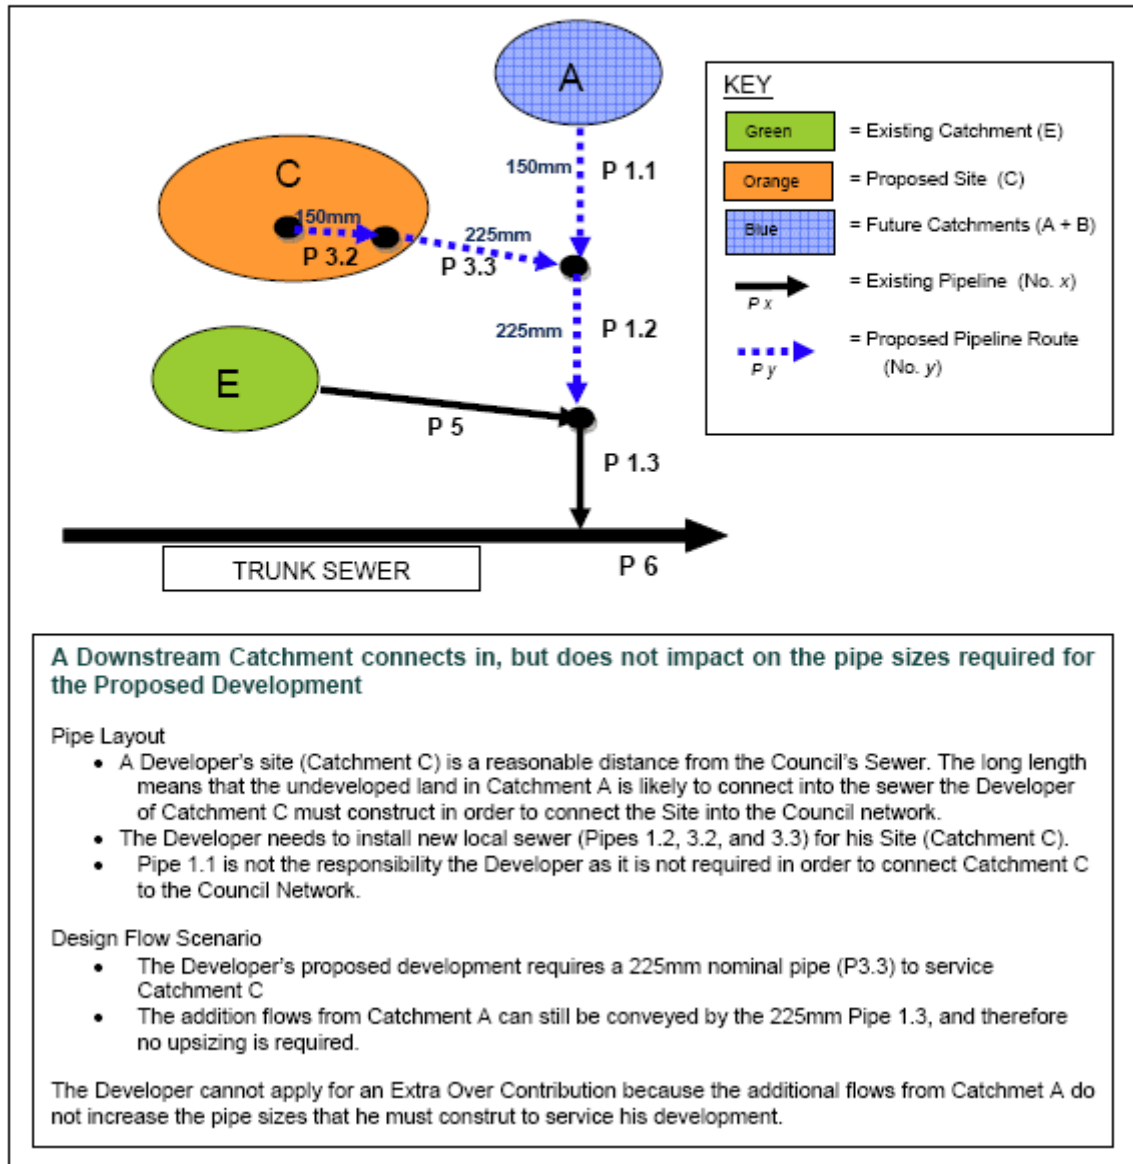 A
150mm
P 1.1
C
150mm
P 3.2
225mm
P 3.3
225mm
P 1.2
E
P 5
P 1.3
TRUNK SEWER
P 6
KEY
Green
= Existing Catchment (E)
Orange
= Proposed Site (C)
Blue
= Future Catchments (A + B)
P x
= Existing Pipeline (No. x)
P y
= Proposed Pipeline Route
(No. y)
A Downstream Catchment connects in, but does not impact on the pipe sizes required for
the Proposed Development
Pipe Layout
• A Developer's site (Catchment C) is a reasonable distance from the Council's Sewer. The long length
means that the undeveloped land in Catchment A is likely to connect into the sewer the Developer
of Catchment C must construct in order to connect the Site into the Council network.
• The Developer needs to install new local sewer (Pipes 1.2, 3.2, and 3.3) for his Site (Catchment C).
• Pipe 1.1 is not the responsibility the Developer as it is not required in order to connect Catchment C
to the Council Network.
Design Flow Scenario
• The Developer's proposed development requires a 225mm nominal pipe (P3.3) to service
Catchment C
• The addition flows from Catchment A can still be conveyed by the 225mm Pipe 1.3, and therefore
no upsizing is required.
The Developer cannot apply for an Extra Over Contribution because the additional flows from Catchmet A do
not increase the pipe sizes that he must construt to service his development.